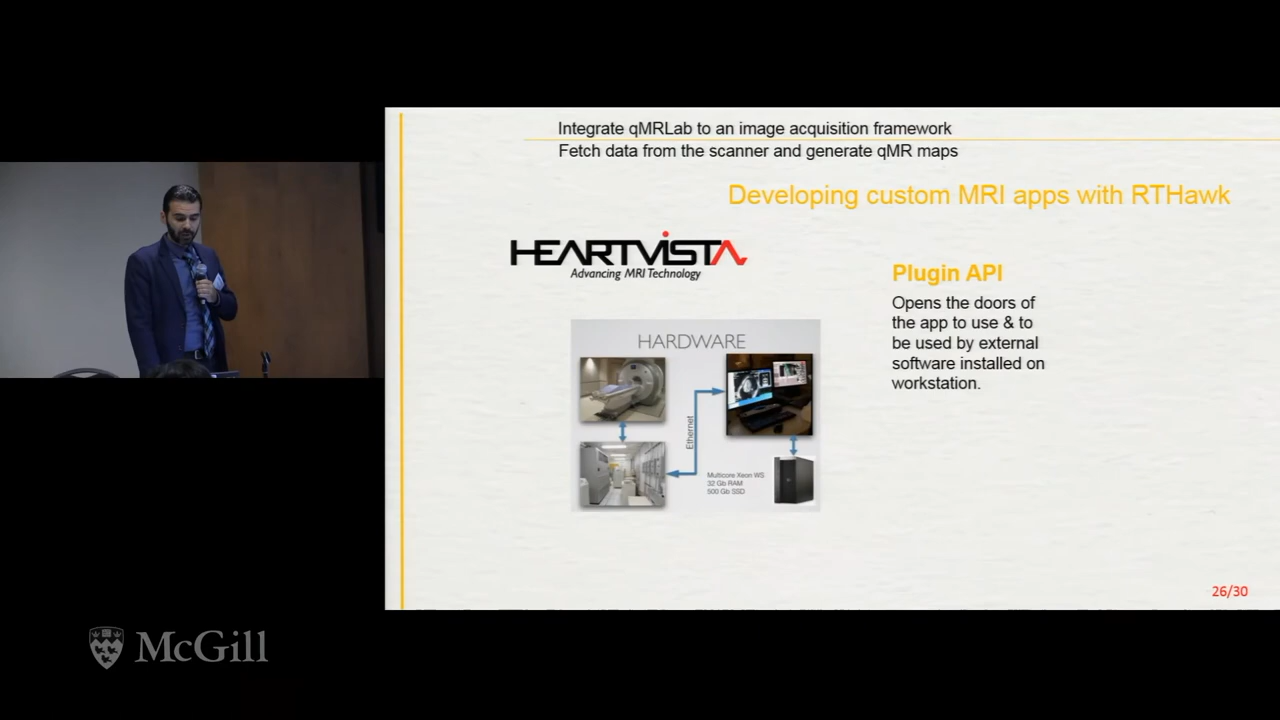 Integrate qMRLab to an image acquisition framework
Fetch data from the scanner and generate qMR maps
Developing custom MRI apps with RTHawk
HEARTVISTA
Advancing MRI Technology
Plugin API
Opens the doors of
the app to use & to
be used by external
software installed on
workstation.
HARDWARE
Ethernet
Multicore Xeon WS
32 Gb RAM
500 Gb SSD
26/30
McGill